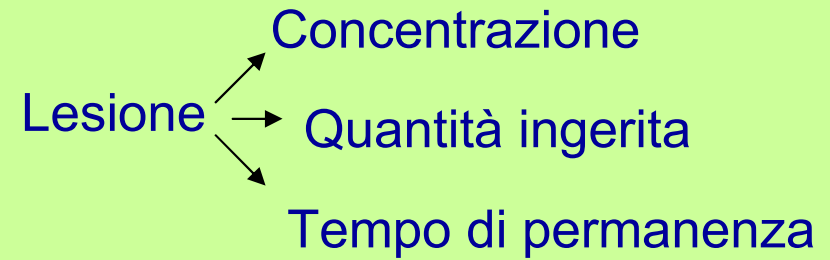 Concentrazione
Lesione
Quantità ingerita
Tempo di permanenza